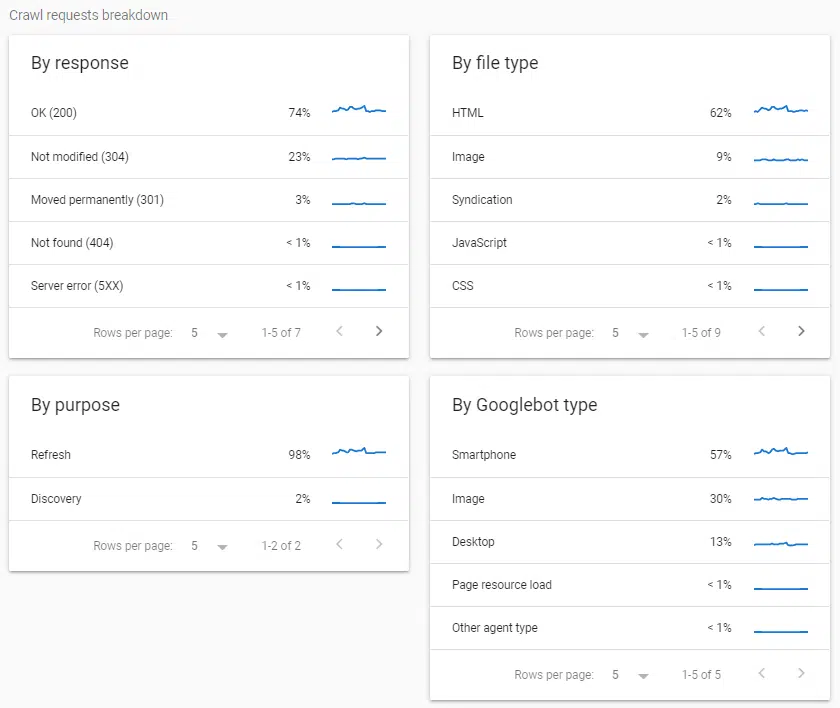 Crawl requests breakdown
By response
OK (200) 74%
Not modified (304) 23%
Moved permanently (301) 3%
Not found (404) < 1%
Server error (5XX) < 1%
Rows per page: 5 1-5 of 7
By file type
HTML 62%
Image 9%
Syndication 2%
JavaScript < 1%
CSS < 1%
Rows per page: 5 1-5 of 9
By purpose
Refresh 98%
Discovery 2%
Rows per page: 5 1-2 of 2
By Googlebot type
Smartphone 57%
Image 30%
Desktop 13%
Page resource load < 1%
Other agent type < 1%
Rows per page: 5 1-5 of 5